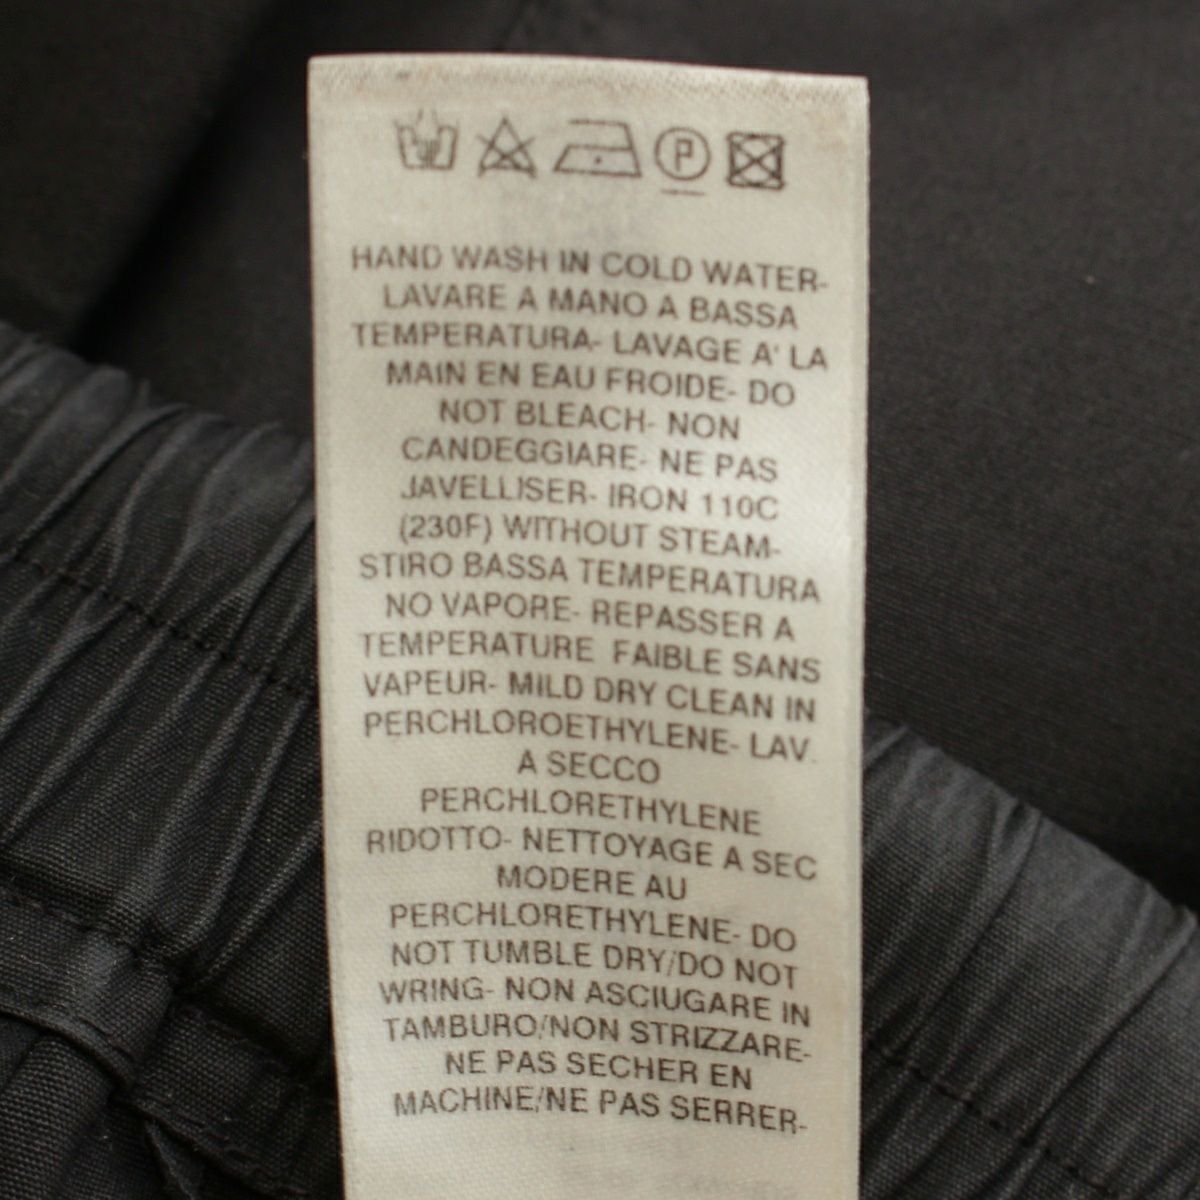 P
HAND WASH IN COLD WATER-
LAVARE A MANO A BASSA
TEMPERATURA- LAVAGE A' LA
MAIN EN EAU FROIDE- DO
NOT BLEACH- NON
CANDEGGIARE- NE PAS
JAVELLISER- IRON 110C
(230F) WITHOUT STEAM-
STIRO BASSA TEMPERATURA
NO VAPORE- REPASSER A
TEMPERATURE FAIBLE SANS
VAPEUR- MILD DRY CLEAN IN
PERCHLOROETHYLENE- LAV.
A SECCO
PERCHLORETHYLENE
RIDOTTO- NETTOYAGE A SEC
MODERE AU
PERCHLORETHYLENE- DO
NOT TUMBLE DRY/DO NOT
WRING- NON ASCIUGARE IN
TAMBURO/NON STRIZZARE-
NE PAS SECHER EN
MACHINE/NE PAS SERRER-